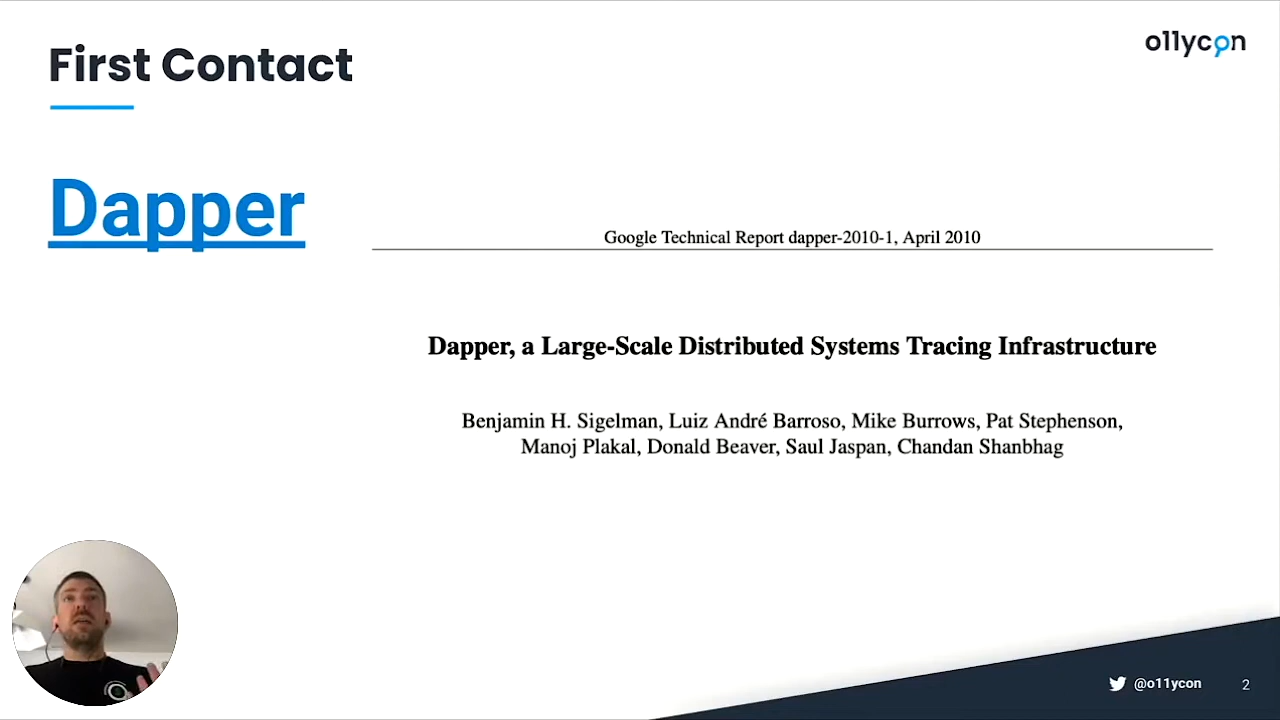 First Contact
o11ycon
Dapper
Google Technical Report dapper-2010-1, April 2010
Dapper, a Large-Scale Distributed Systems Tracing Infrastructure
Benjamin H. Sigelman, Luiz André Barroso, Mike Burrows, Pat Stephenson,
Manoj Plakal, Donald Beaver, Saul Jaspan, Chandan Shanbhag
@o11ycon
2